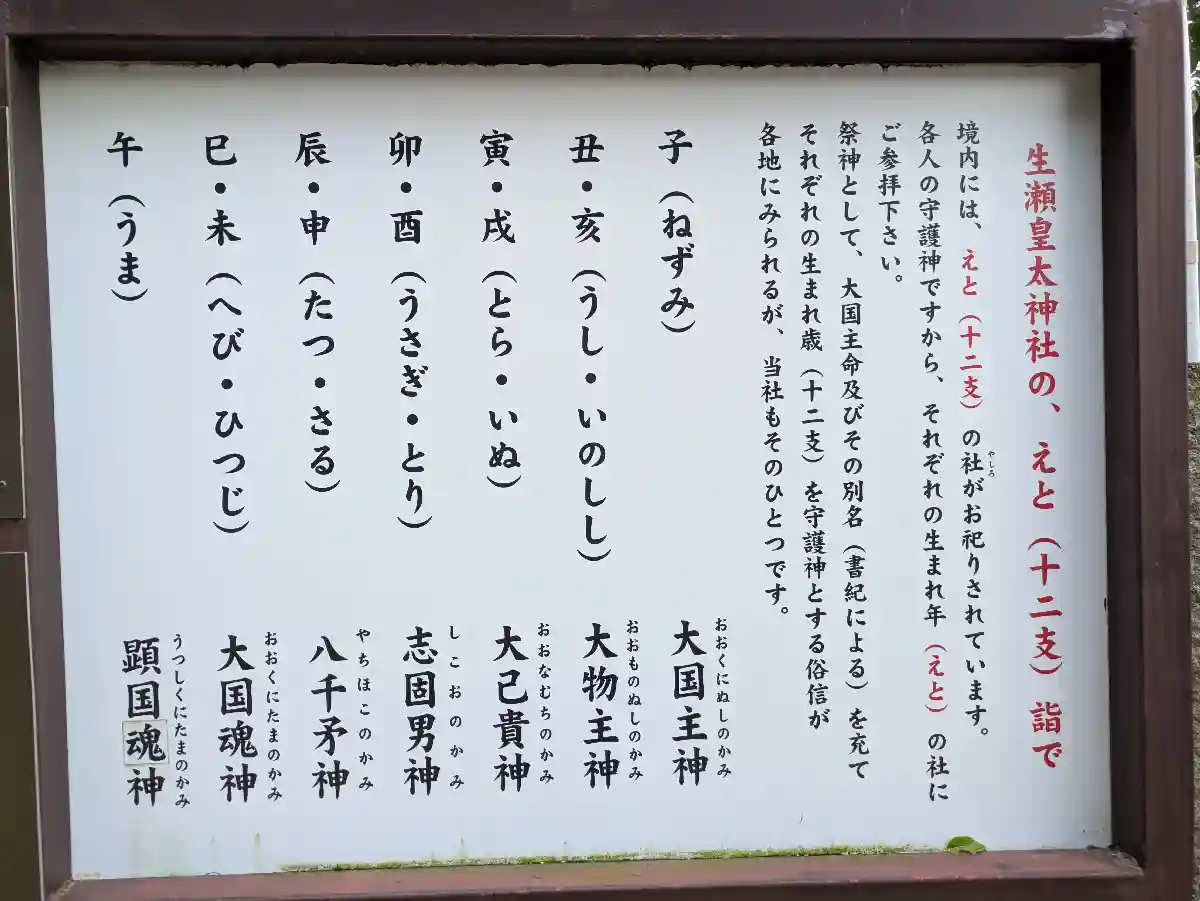 生瀬皇太神社の、えと（十二支）詣で
境内には、えと（十二支）の社がお祀りされています。
やしろ
各人の守護神ですから、それぞれの生まれ年（えと）の社に
ご参拝下さい。
祭神として、大国主命及びその別名（書紀による）を充て
それぞれの生まれ歳（十二支）を守護神とする俗信が
各地にみられるが、当社もそのひとつです。
子（ねずみ）
大国主神
おおくにぬしのかみ
丑・亥（うし・いのしし）
大物主神
おおものぬしのかみ
寅・戌（とら・いぬ）
大己貴神
おおなむちのかみ
卯・酉（うさぎ・とり）
志固男神
しこおのかみ
辰・申（たつ・さる）
八千矛神
やちほこのかみ
巳・未（へび・ひつじ）
大国魂神
おおくにたまのかみ
午（うま）
顕国魂神
うつしくにたまのかみ